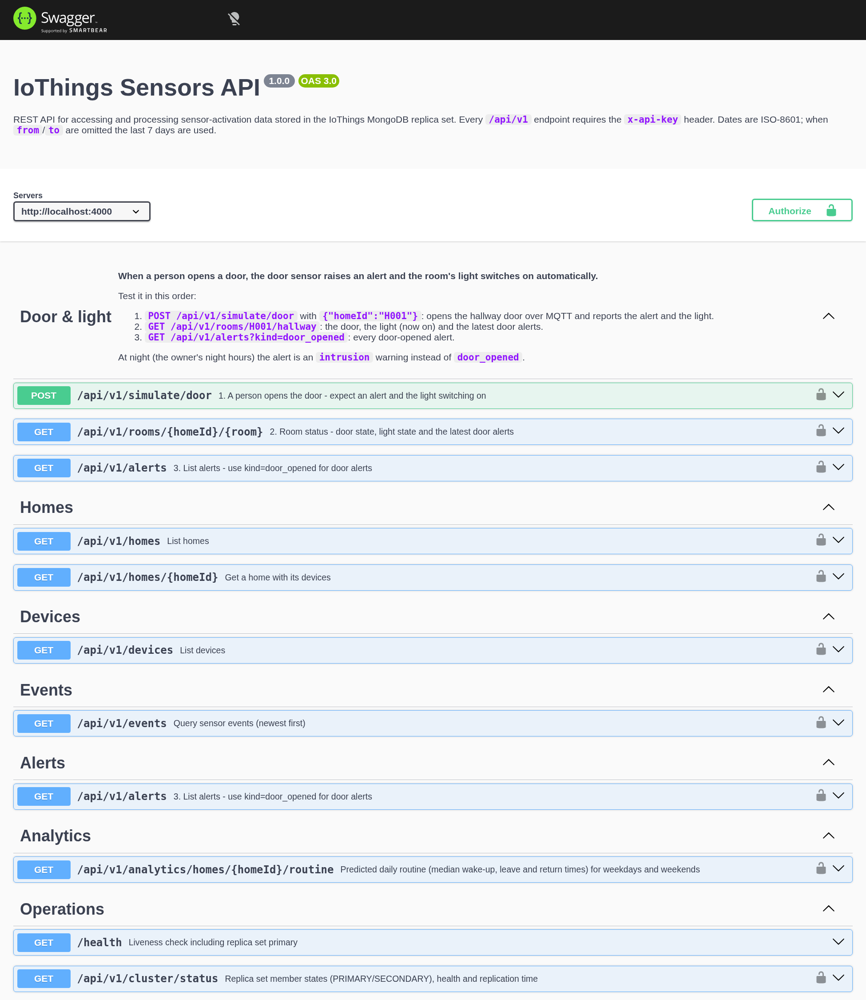 Swagger
Supported by SMARTBEAR
IoThings Sensors API 1.0.0 OAS 3.0
REST API for accessing and processing sensor-activation data stored in the IoThings MongoDB replica set. Every /api/v1 endpoint requires the x-api-key header. Dates are ISO-8601; when
from/to are omitted the last 7 days are used.
Servers
http://localhost:4000
Authorize
Door & light
When a person opens a door, the door sensor raises an alert and the room's light switches on automatically.
Test it in this order:
1. POST /api/v1/simulate/door with {"homeId":"H001"}: opens the hallway door over MQTT and reports the alert and the light.
2. GET /api/v1/rooms/H001/hallway: the door, the light (now on) and the latest door alerts.
3. GET /api/v1/alerts?kind=door_opened: every door-opened alert.
At night (the owner's night hours) the alert is an intrusion warning instead of door_opened.
POST /api/v1/simulate/door 1. A person opens the door - expect an alert and the light switching on
GET /api/v1/rooms/{homeId}/{room} 2. Room status - door state, light state and the latest door alerts
GET /api/v1/alerts 3. List alerts - use kind=door_opened for door alerts
Homes
GET /api/v1/homes List homes
GET /api/v1/homes/{homeId} Get a home with its devices
Devices
GET /api/v1/devices List devices
Events
GET /api/v1/events Query sensor events (newest first)
Alerts
GET /api/v1/alerts 3. List alerts - use kind=door_opened for door alerts
Analytics
GET /api/v1/analytics/homes/{homeId}/routine Predicted daily routine (median wake-up, leave and return times) for weekdays and weekends
Operations
GET /health Liveness check including replica set primary
GET /api/v1/cluster/status Replica set member states (PRIMARY/SECONDARY), health and replication time